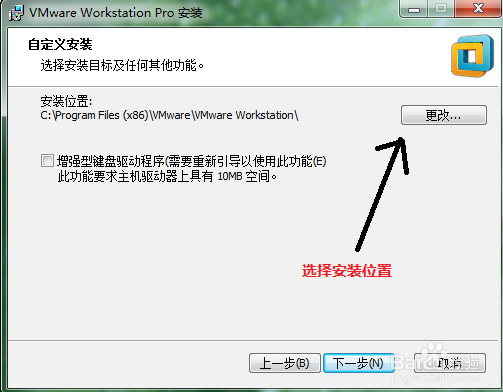 VMware Workstation Pro 安装
自定义安装
选择安装目标及任何其他功能。
安装位置:
C:\Program Files (x86)\VMware\VMware Workstation\
更改...
增强型键盘驱动程序(需要重新引导以使用此功能(E)
此功能要求主机驱动器上具有 10MB 空间。
选择安装位置
上一步(B) 下一步(N) 取消